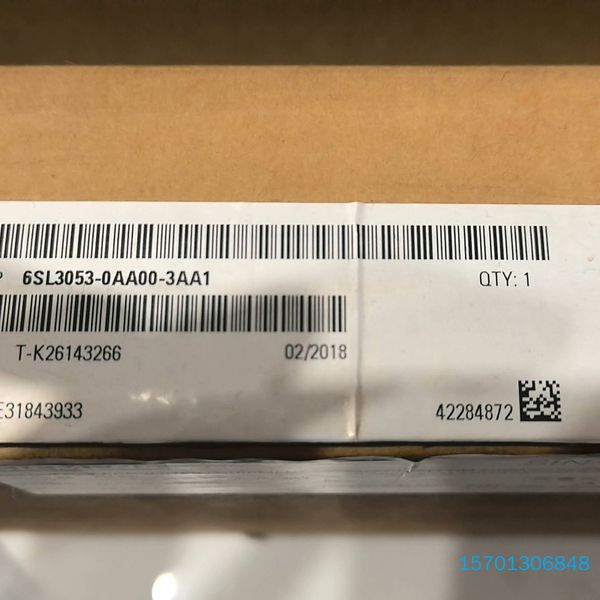 P 6SL3053-0AA00-3AA1 QTY: 1
T-K26143266 02/2018
E31843933 42284872
15701306848